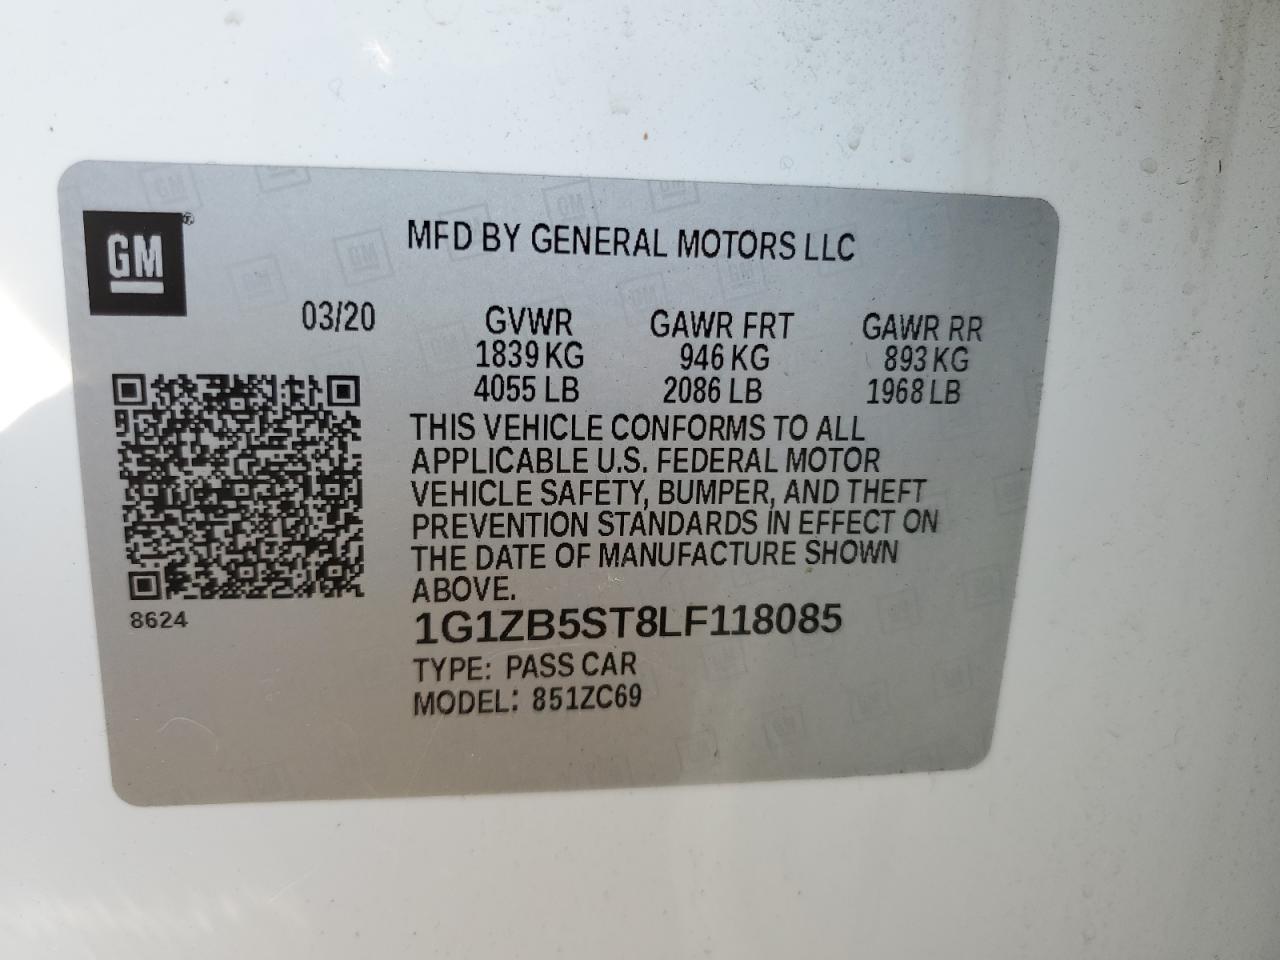 GM®
MFD BY GENERAL MOTORS LLC
03/20
GVWR GAWR FRT GAWR RR
1839 KG 946 KG 893 KG
4055 LB 2086 LB 1968 LB
THIS VEHICLE CONFORMS TO ALL
APPLICABLE U.S. FEDERAL MOTOR
VEHICLE SAFETY, BUMPER, AND THEFT
PREVENTION STANDARDS IN EFFECT ON
THE DATE OF MANUFACTURE SHOWN
ABOVE.
8624
1G1ZB5ST8LF118085
TYPE: PASS CAR
MODEL: 851ZC69